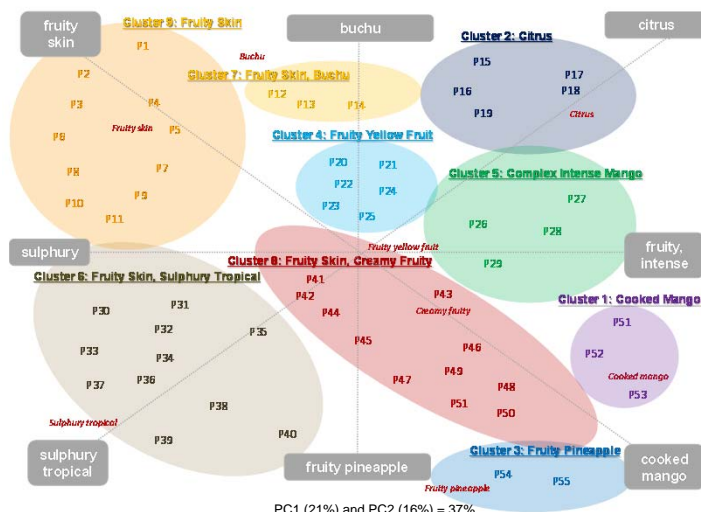 fruity
skin
Cluster 9: Fruity Skin
buchu
citrus
P1
P2
P3
P4
P5
P6
Fruity skin
P7
P8
P9
P10
P11
Buchu
Cluster 7: Fruity Skin, Buchu
P12
P13
P14
Cluster 2: Citrus
P15
P16
P17
P18
P19
Citrus
Cluster 4: Fruity Yellow Fruit
P20
P21
P22
P23
P24
P25
Cluster 5: Complex Intense Mango
P26
P27
P28
P29
sulphury
Fruity yellow fruit
fruity,
intense
Cluster 6: Fruity Skin, Sulphury Tropical
P30
P31
P32
P33
P34
P35
P36
P37
P38
P39
P40
Sulphury tropical
sulphury
tropical
Cluster 8: Fruity Skin, Creamy Fruity
P41
P42
P43
P44
Creamy fruity
P45
P46
P47
P48
P49
P51
P50
Cluster 1: Cooked Mango
P51
P52
Cooked mango
P53
fruity pineapple
Cluster 3: Fruity Pineapple
P54
P55
Fruity pineapple
cooked
mango
PC1 (21%) and PC2 (16%) = 37%